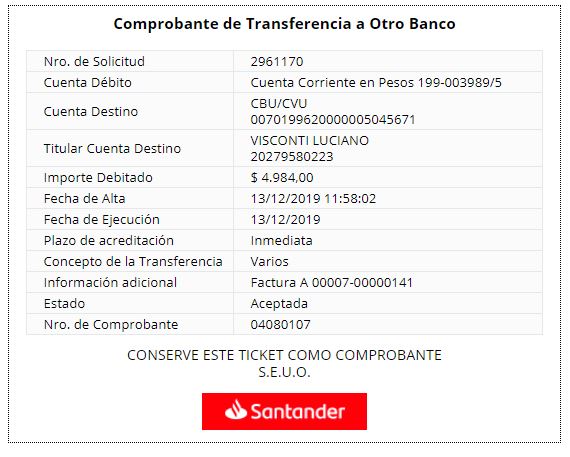 Comprobante de Transferencia a Otro Banco
Nro. de Solicitud 2961170
Cuenta Débito Cuenta Corriente en Pesos 199-003989/5
Cuenta Destino CBU/CVU
0070199620000005045671
Titular Cuenta Destino VISCONTI LUCIANO
20279580223
Importe Debitado $ 4.984,00
Fecha de Alta 13/12/2019 11:58:02
Fecha de Ejecución 13/12/2019
Plazo de acreditación Inmediata
Concepto de la Transferencia Varios
Información adicional Factura A 00007-00000141
Estado Aceptada
Nro. de Comprobante 04080107
CONSERVE ESTE TICKET COMO COMPROBANTE
S.E.U.O.
Santander